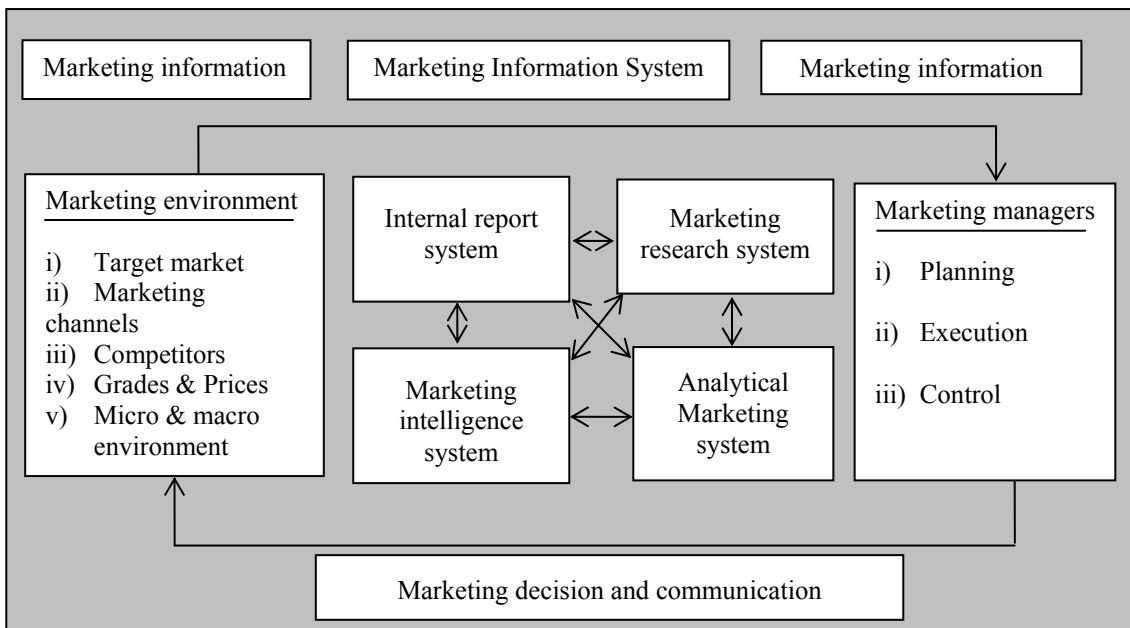 Marketing information
Marketing Information System
Marketing information
Marketing environment
i) Target market
ii) Marketing
channels
iii) Competitors
iv) Grades & Prices
v) Micro & macro
environment
Internal report
system
Marketing
research system
Marketing
intelligence
system
Analytical
Marketing
system
Marketing managers
i) Planning
ii) Execution
iii) Control
Marketing decision and communication